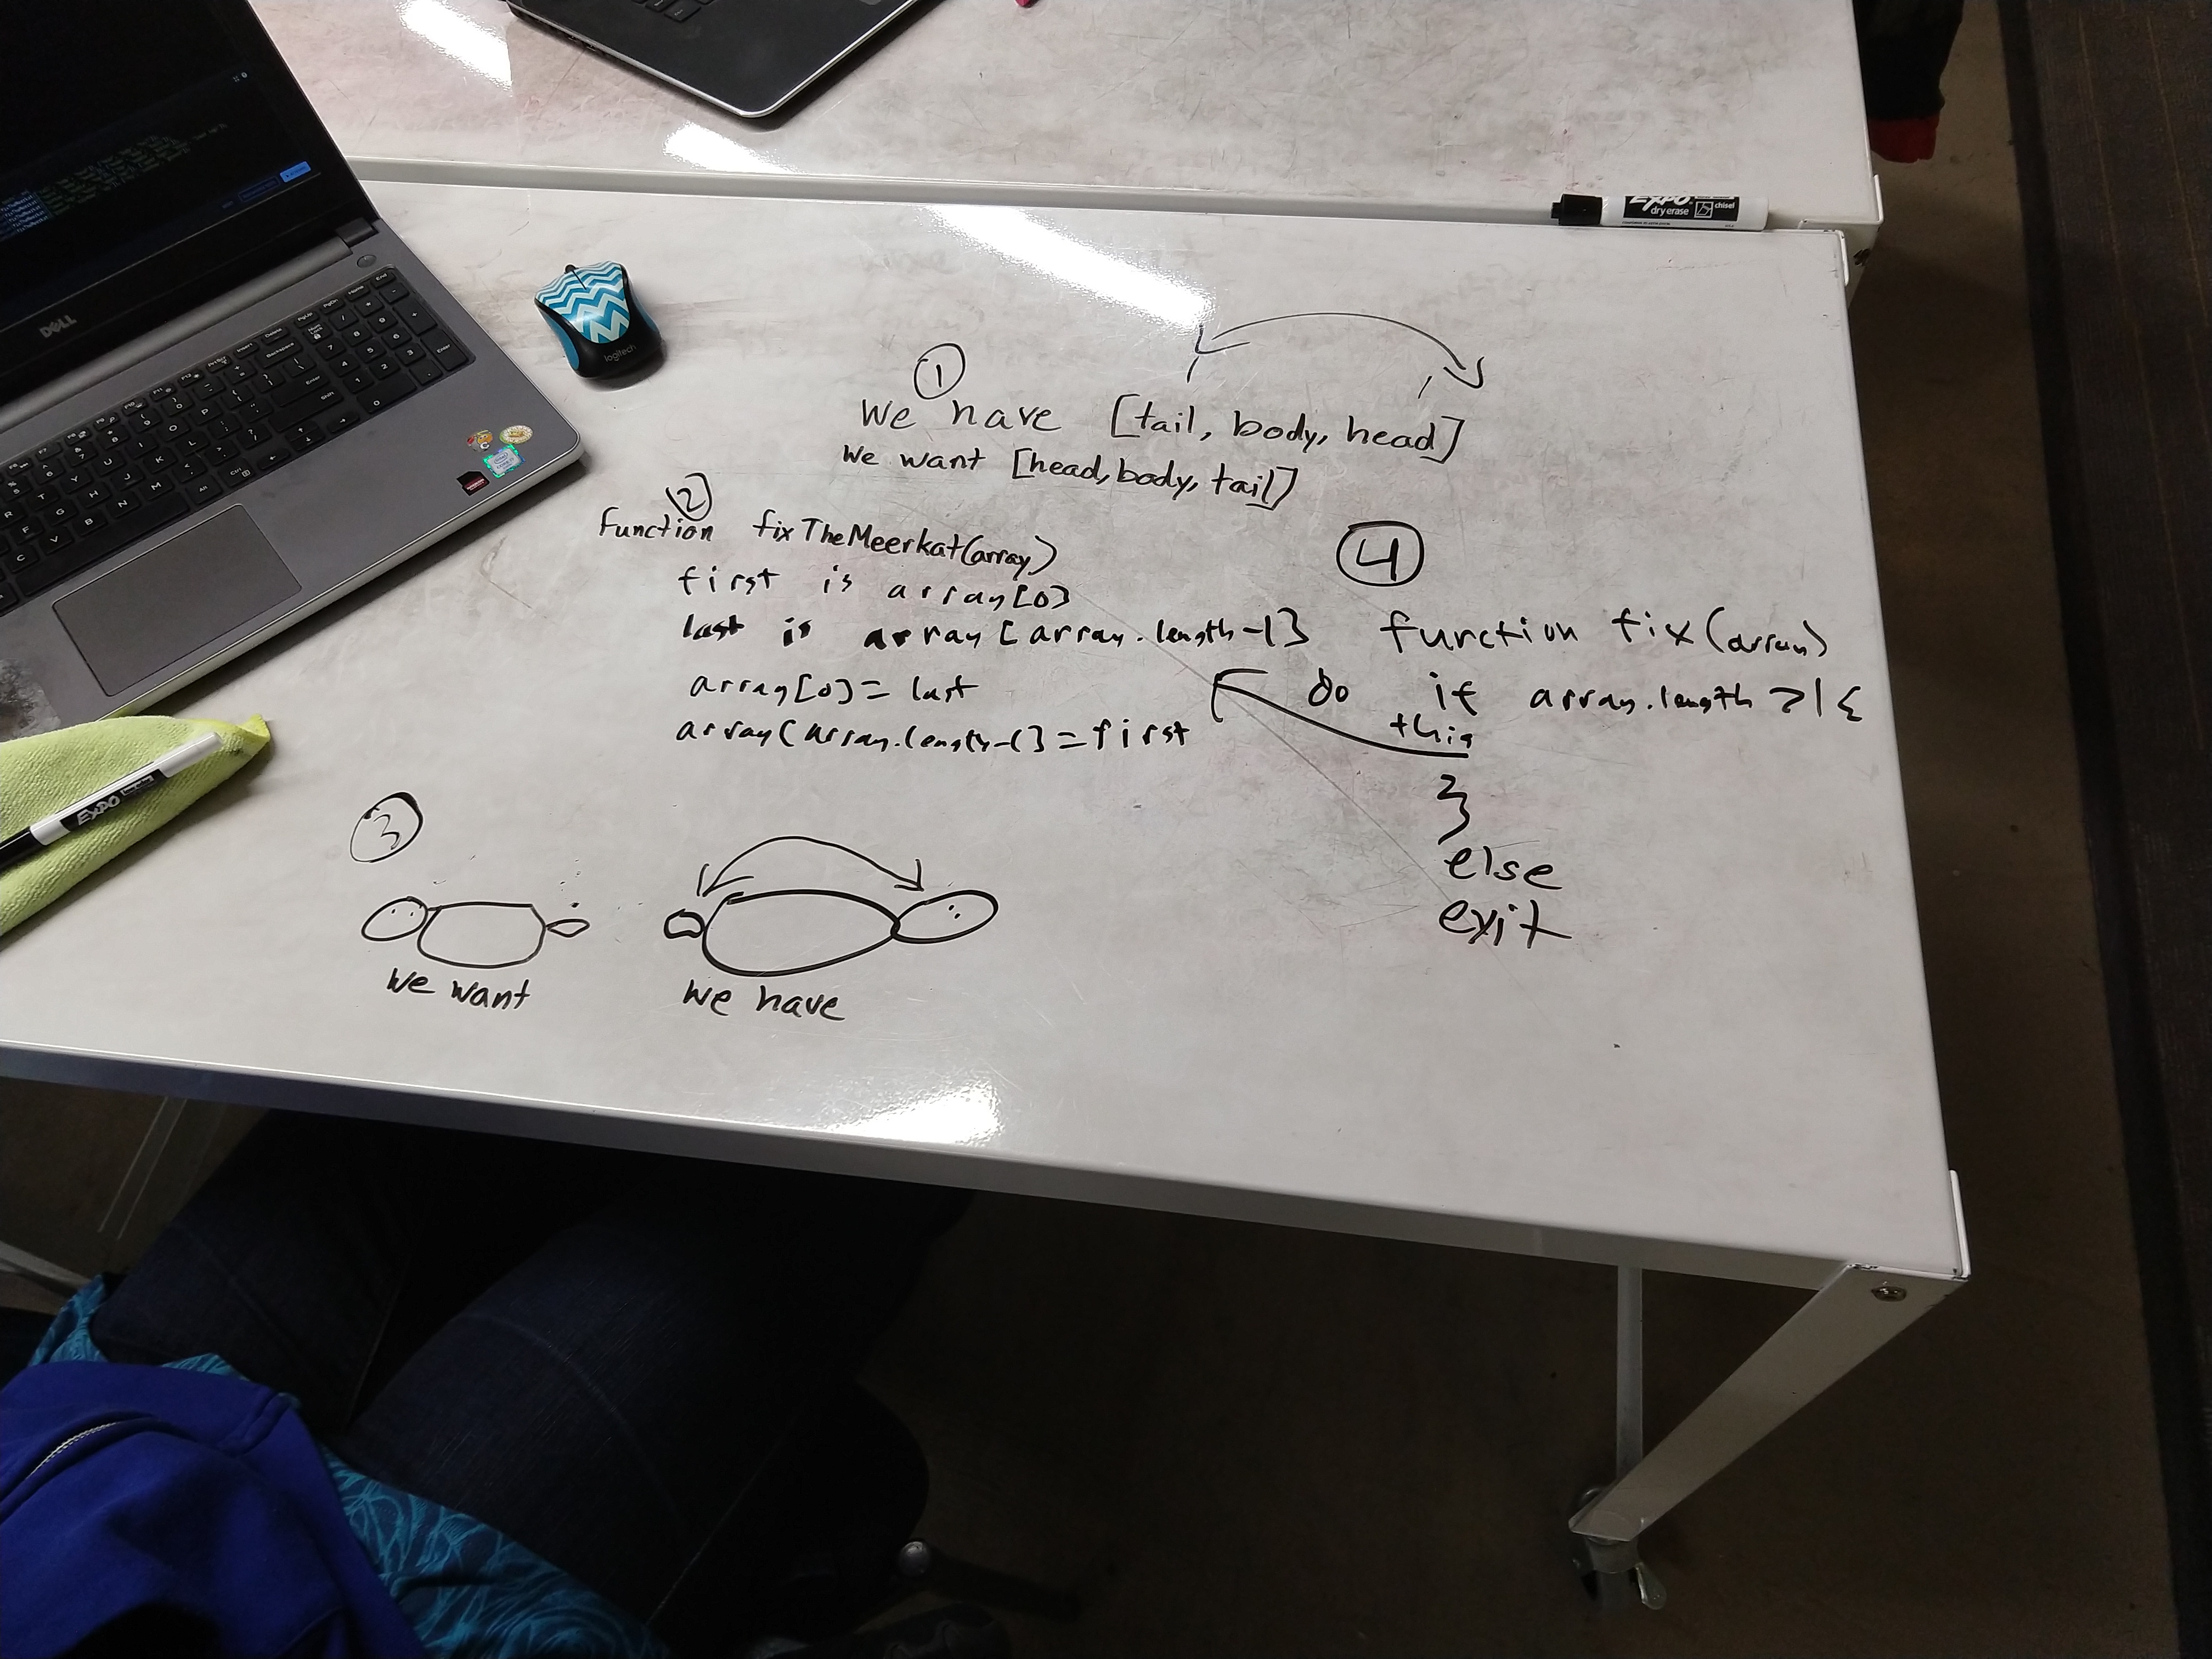 EXPO
dry erase
chisel
DELL
logitech
1
We have [tail, body, head]
We want [head, body, tail]
2
function fixTheMeerkat(array)
first is array[0]
last is array[array.length-1]
array[0] = last
array[array.length-1] = first
3
We want
We have
4
function fix(array)
do if array.length >1{
this
}
else
exit
EXPO